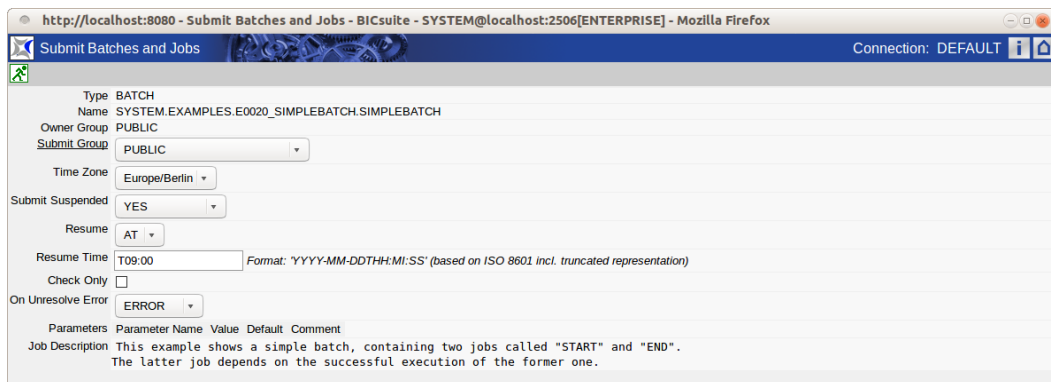 http://localhost:8080 - Submit Batches and Jobs - BICsuite - SYSTEM@localhost:2506[ENTERPRISE] - Mozilla Firefox
Submit Batches and Jobs Connection: DEFAULT
Type BATCH
Name SYSTEM.EXAMPLES.E0020_SIMPLEBATCH.SIMPLEBATCH
Owner Group PUBLIC
Submit Group PUBLIC
Time Zone Europe/Berlin
Submit Suspended YES
Resume AT
Resume Time T09:00 Format: 'YYYY-MM-DDTHH:MI:SS' (based on ISO 8601 incl. truncated representation)
Check Only
On Unresolve Error ERROR
Parameters Parameter Name Value Default Comment
Job Description This example shows a simple batch, containing two jobs called "START" and "END".
The latter job depends on the successful execution of the former one.